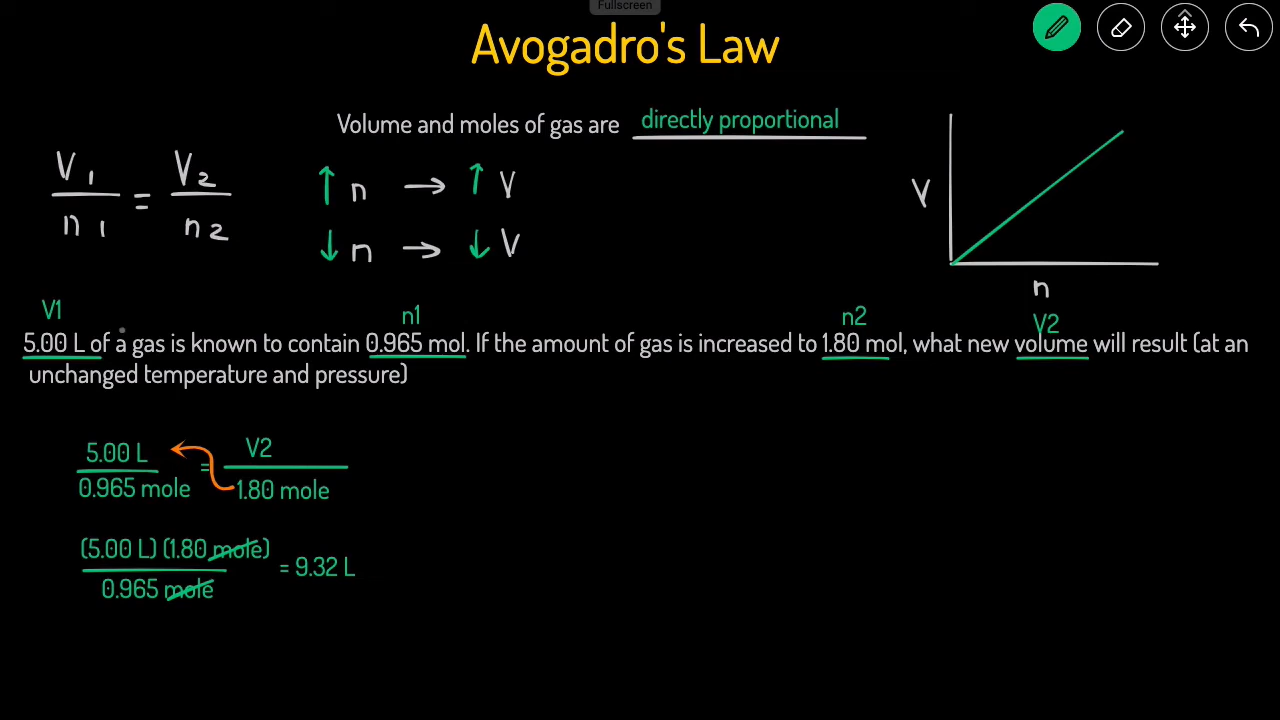 Fullscreen
Avogadro's Law
Volume and moles of gas are directly proportional
V1 / n1 = V2 / n2
↑ n → ↑ V
↓ n → ↓ V
V
n
V1 n1 n2 V2
5.00 L of a gas is known to contain 0.965 mol. If the amount of gas is increased to 1.80 mol, what new volume will result (at an
unchanged temperature and pressure)
5.00 L / 0.965 mole = V2 / 1.80 mole
(5.00 L) (1.80 mole) / 0.965 mole = 9.32 L